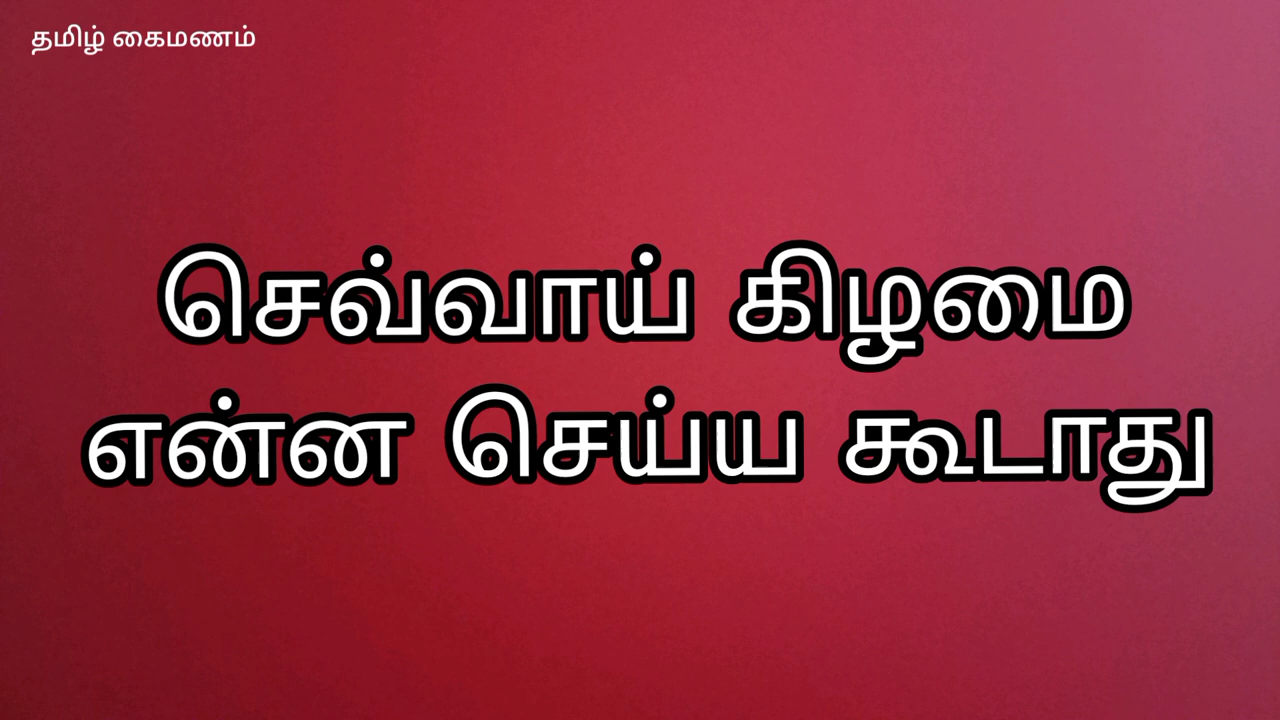 தமிழ் கைமணம்
செவ்வாய் கிழமை
என்ன செய்ய கூடாது